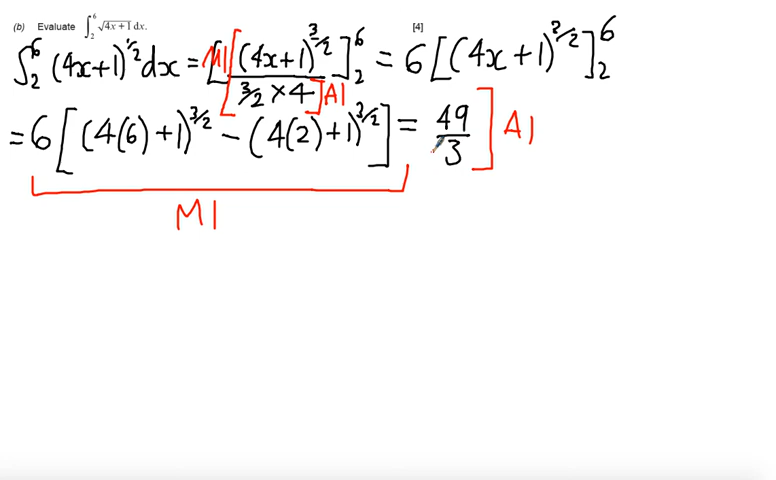 (b) Evaluate ∫₂⁶ √(4x+1) dx. [4]
∫₂⁶ (4x+1)^(1/2) dx = [ M1 [ (4x+1)^(3/2) / (3/2 × 4) ] A1 ]₂⁶ = 6 [ (4x+1)^(3/2) ]₂⁶
= 6 [ (4(6)+1)^(3/2) − (4(2)+1)^(3/2) ] = 49/3 ] A1
M1